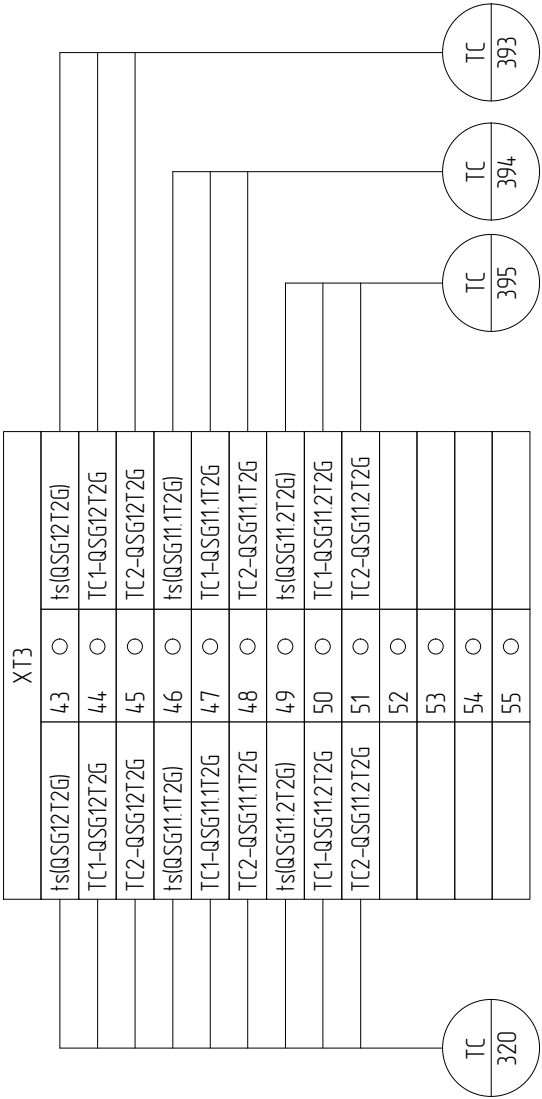 TC
393
TC
394
TC
395
XT3
ts(QSG12T2G) 43 ts(QSG12T2G)
TC1-QSG12T2G 44 TC1-QSG12T2G
TC2-QSG12T2G 45 TC2-QSG12T2G
ts(QSG11.1T2G) 46 ts(QSG11.1T2G)
TC1-QSG11.1T2G 47 TC1-QSG11.1T2G
TC2-QSG11.1T2G 48 TC2-QSG11.1T2G
ts(QSG11.2T2G) 49 ts(QSG11.2T2G)
TC1-QSG11.2T2G 50 TC1-QSG11.2T2G
TC2-QSG11.2T2G 51 TC2-QSG11.2T2G
52
53
54
55
TC
320